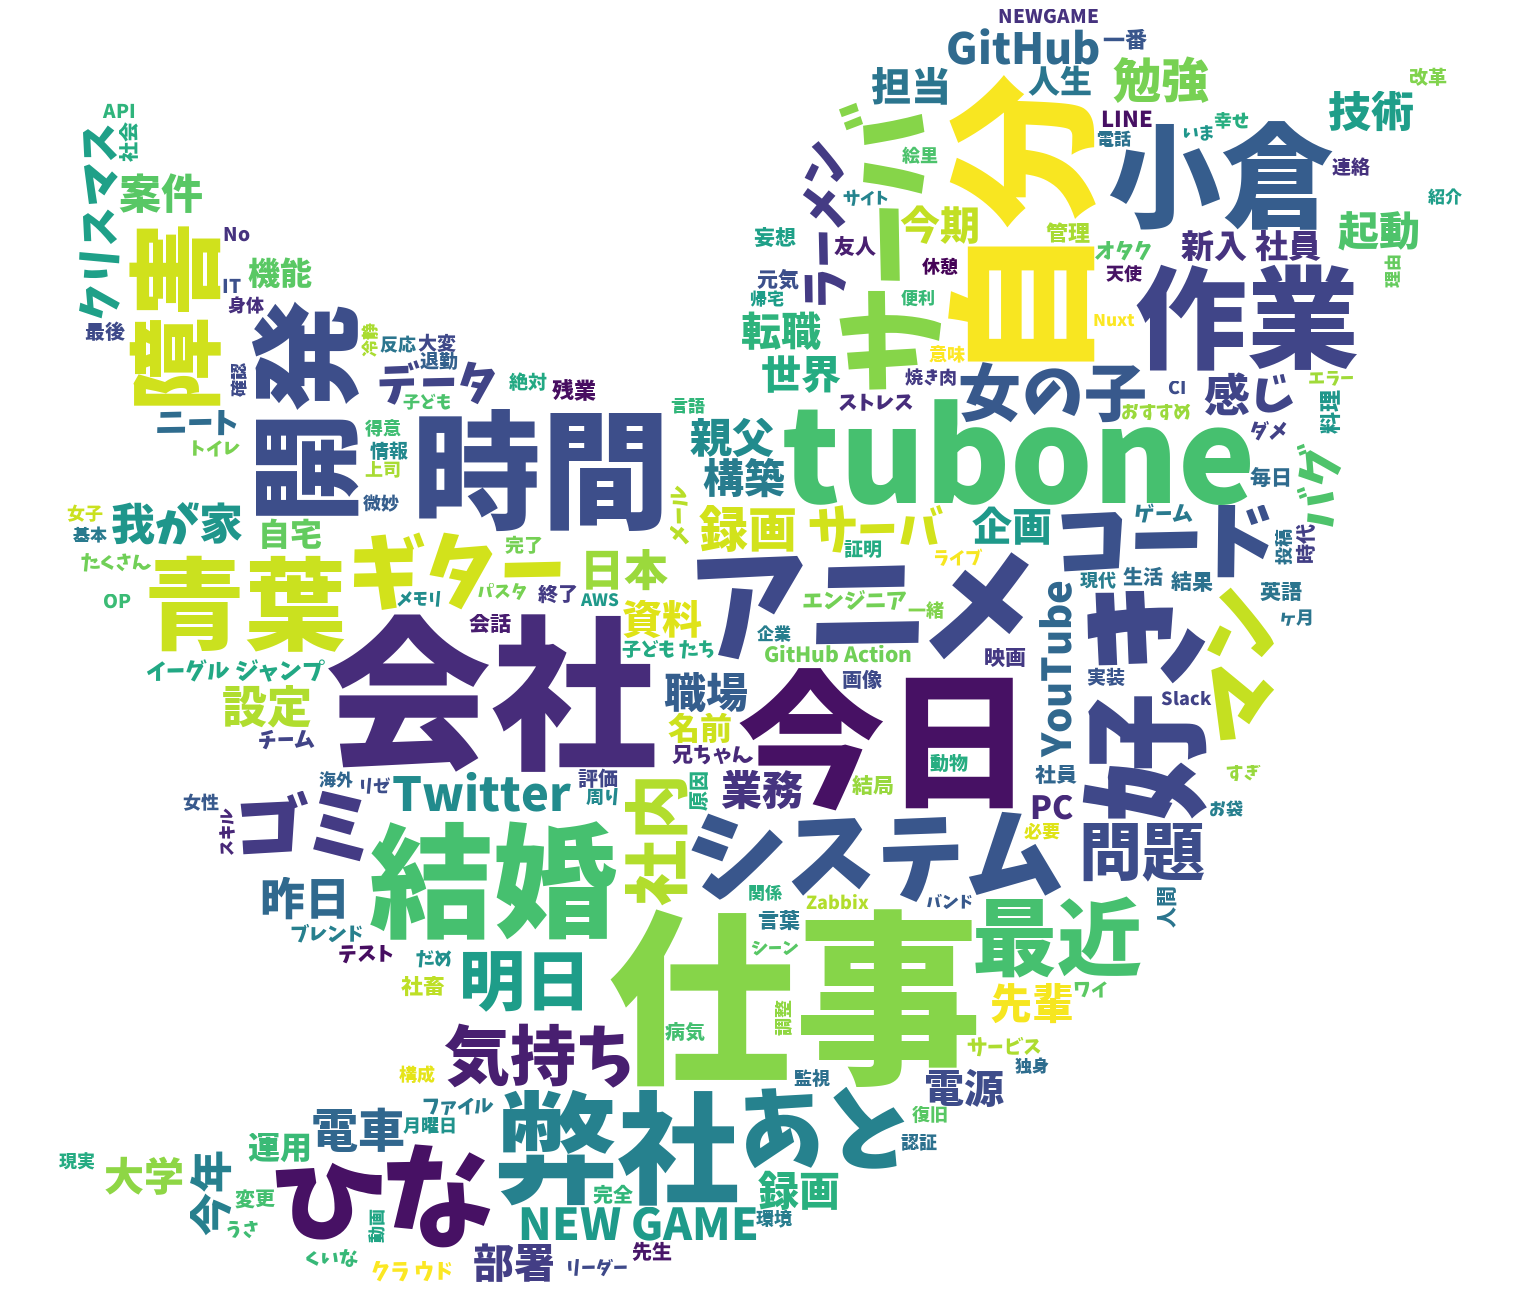 NEWGAME
GitHub
一番
担当
人生
勉強
改革
API
社会
クリスマス
案件
サーバ
自分
LINE
電話
いま
幸せ
技術
小倉
連絡
絵里
ラーメン
サイト
紹介
障害
No
機能
IT
身体
最後
妄想
友人
今期
管理
オタク
新入 社員
起動
理由
元気
休憩
天使
帰宅
便利
作業
転職
Nuxt
意味
世界
焼き肉
女の子
CI
感じ
エラー
料理
開発
冷静
反応
大変
退勤
確認
データ
絶対
残業
子ども
言語
ストレス
おすすめ
ダメ
ニート
トイレ
得意
情報
上司
微妙
時間
親父
構築
tubone
毎日
バグ
女子
基本
我が家
自宅
メール
録画
サーバ
証明
企画
コード
ゲーム
投稿
時代
たくさん
青葉
ギター
完了
日本
アニメ
ライブ
現代
生活
結果
英語
ヶ月
OP
メモリ
パスタ
終了
AWS
資料
エンジニア
一緒
会話
企業
子ども たち
GitHub Action
映画
YouTube
好き
マン
イーグル ジャンプ
会社
設定
職場
画像
今日
実装
Slack
チーム
名前
兄ちゃん
動物
社員
すぎ
海外
リゼ
Twitter
評価
周り
社内
原因
業務
結局
PC
必要
お袋
女性
スキル
ゴミ
結婚
システム
問題
昨日
関係
Zabbix
バンド
人間
ブレンド
テスト
だめ
言葉
シーン
仕事
最近
社畜
明日
先輩
ワイ
調整
気持ち
病気
サービス
独身
構成
監視
電源
ファイル
月曜日
弊社
あと
復旧
認証
電車
運用
現実
大学
今年
変更
うさ
ひな
動画
完全
録画
NEW GAME
環境
くいな
クラウド
部署
リーダー
先生